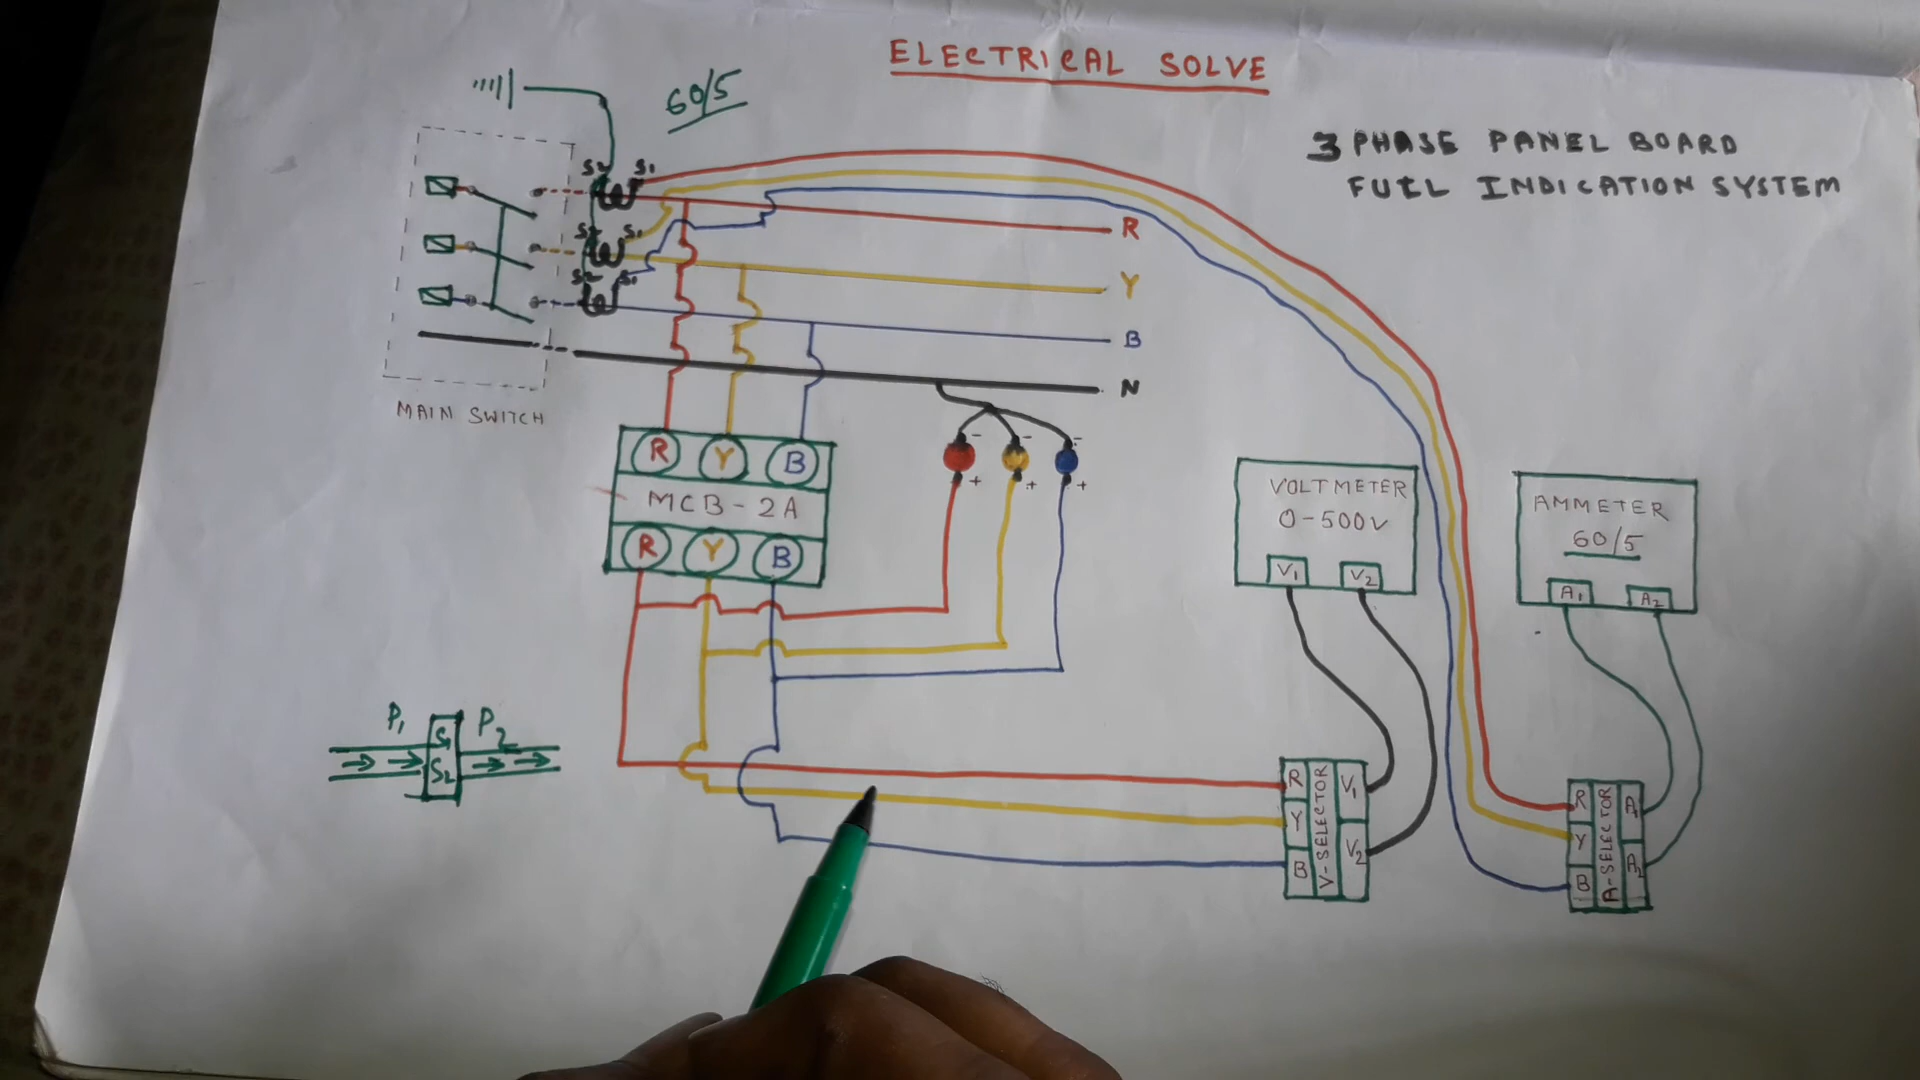 ELECTRICAL SOLVE
60/5
3 PHASE PANEL BOARD
FULL INDICATION SYSTEM
S2 S1
S2 S1
S2 S1
R
Y
B
N
MAIN SWITCH
R Y B
MCB-2A
R Y B
- - -
+ + +
VOLTMETER
0-500V
V1 V2
AMMETER
60/5
A1 A2
P1 S1 P2
S2
R
Y
B
V-SELECTOR
V1
V2
R
Y
B
A-SELECTOR
A1
A2